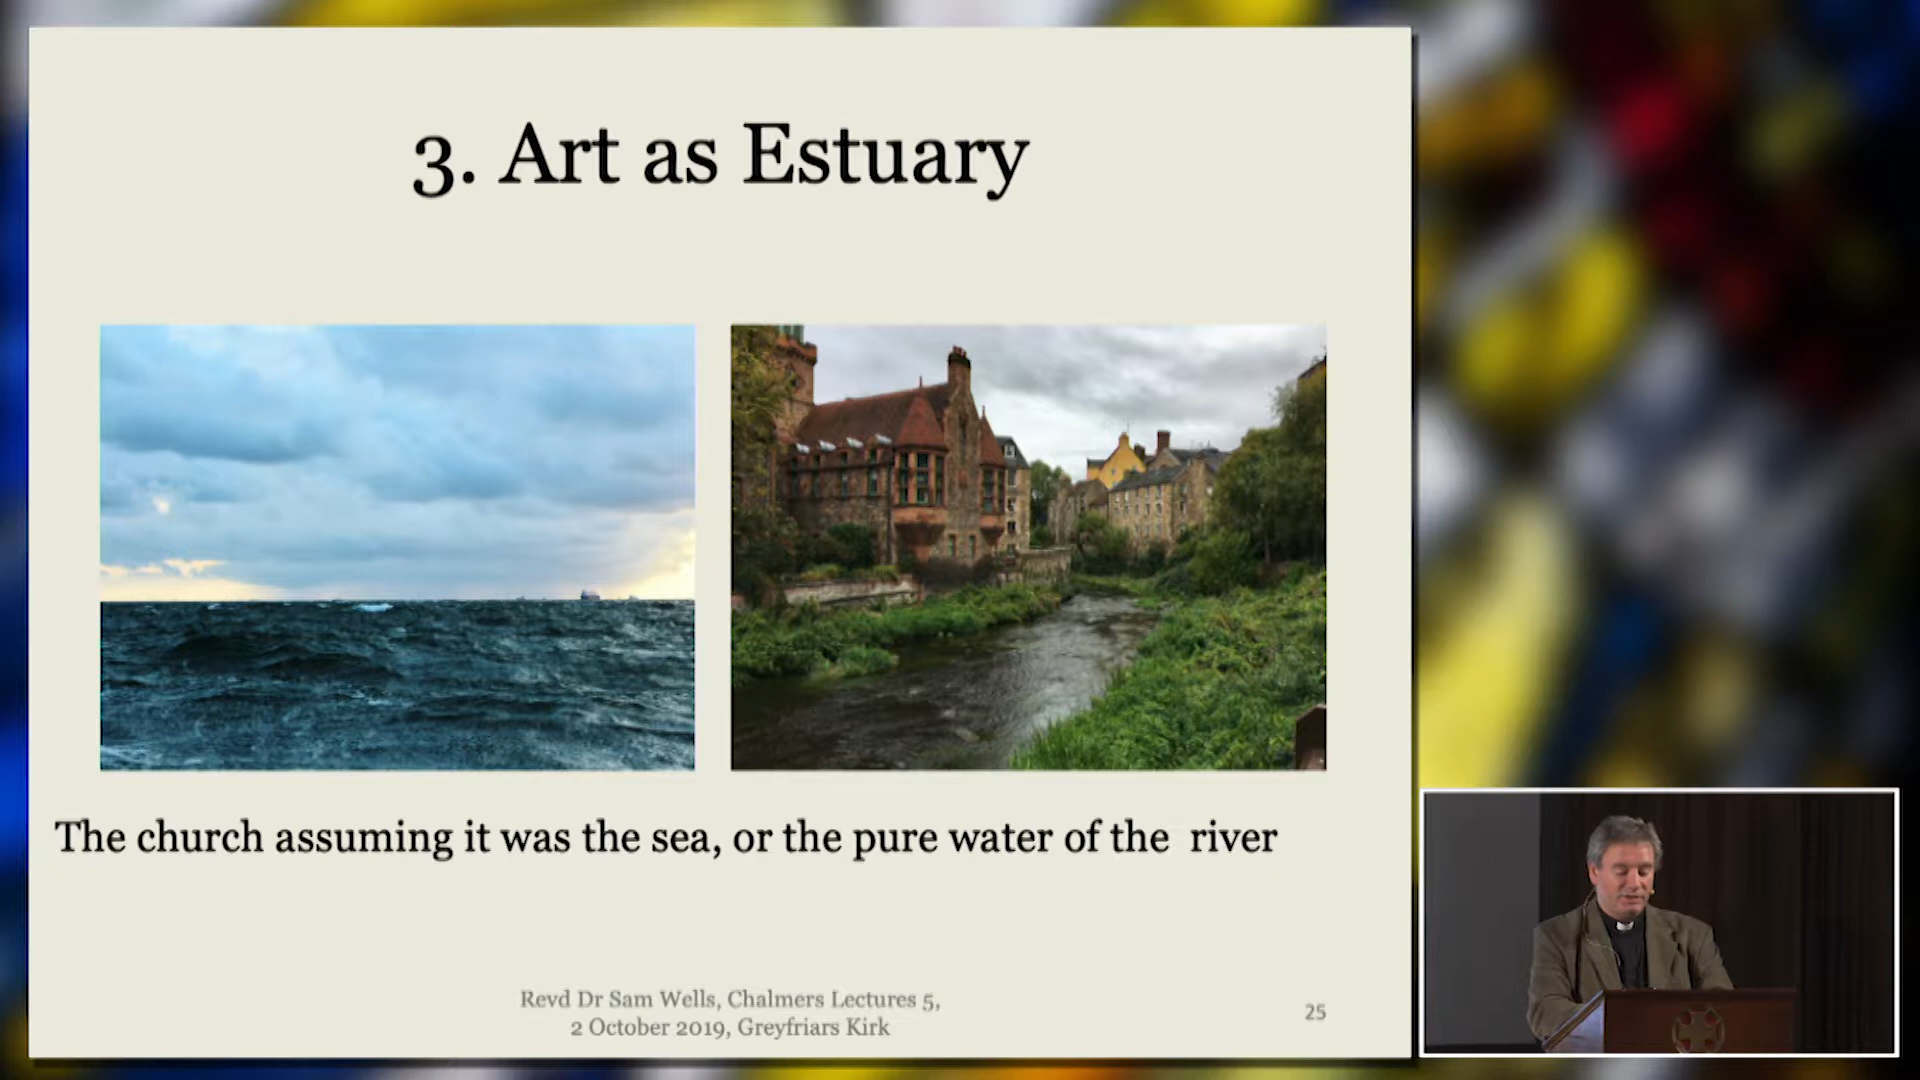 3. Art as Estuary
The church assuming it was the sea, or the pure water of the river
Revd Dr Sam Wells, Chalmers Lectures 5,
2 October 2019, Greyfriars Kirk
25